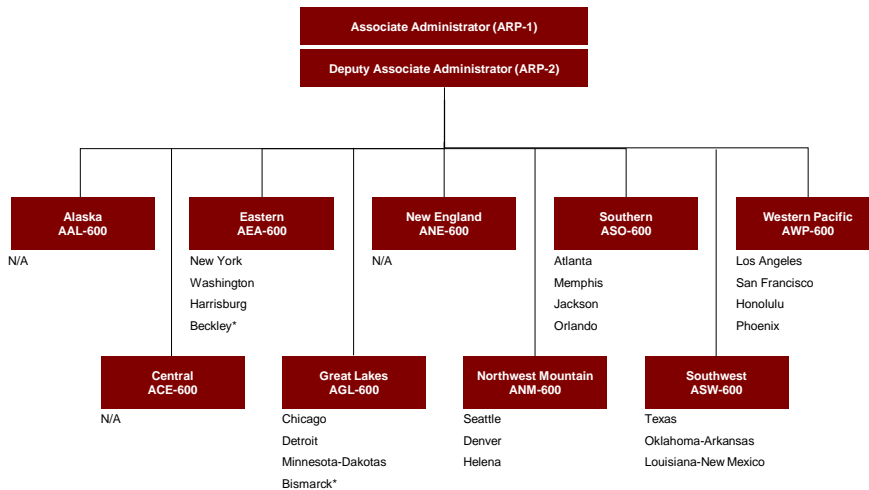 Associate Administrator (ARP-1)
Deputy Associate Administrator (ARP-2)
Alaska
AAL-600
N/A
Eastern
AEA-600
New York
Washington
Harrisburg
Beckley*
New England
ANE-600
N/A
Southern
ASO-600
Atlanta
Memphis
Jackson
Orlando
Western Pacific
AWP-600
Los Angeles
San Francisco
Honolulu
Phoenix
Central
ACE-600
N/A
Great Lakes
AGL-600
Chicago
Detroit
Minnesota-Dakotas
Bismarck*
Northwest Mountain
ANM-600
Seattle
Denver
Helena
Southwest
ASW-600
Texas
Oklahoma-Arkansas
Louisiana-New Mexico